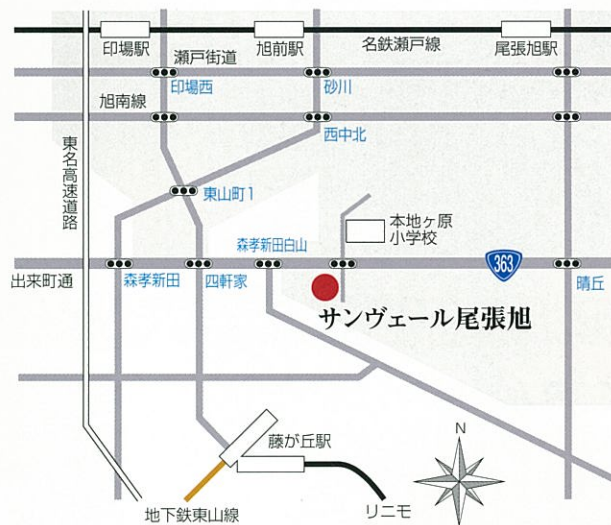 印場駅
旭前駅
名鉄瀬戸線
尾張旭駅
瀬戸街道
印場西
砂川
旭南線
西中北
東名高速道路
東山町1
本地ヶ原
小学校
森孝新田白山
出来町通
森孝新田
四軒家
363
晴丘
サンヴェール尾張旭
藤が丘駅
N
地下鉄東山線
リニモ